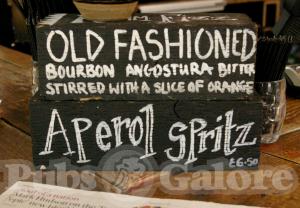 OLD FASHIONED
BOURBON ANGOSTURA BITTER
STIRRED WITH A SLICE OF ORANGE
Aperol Spritz
£6.50
Pubs Galore